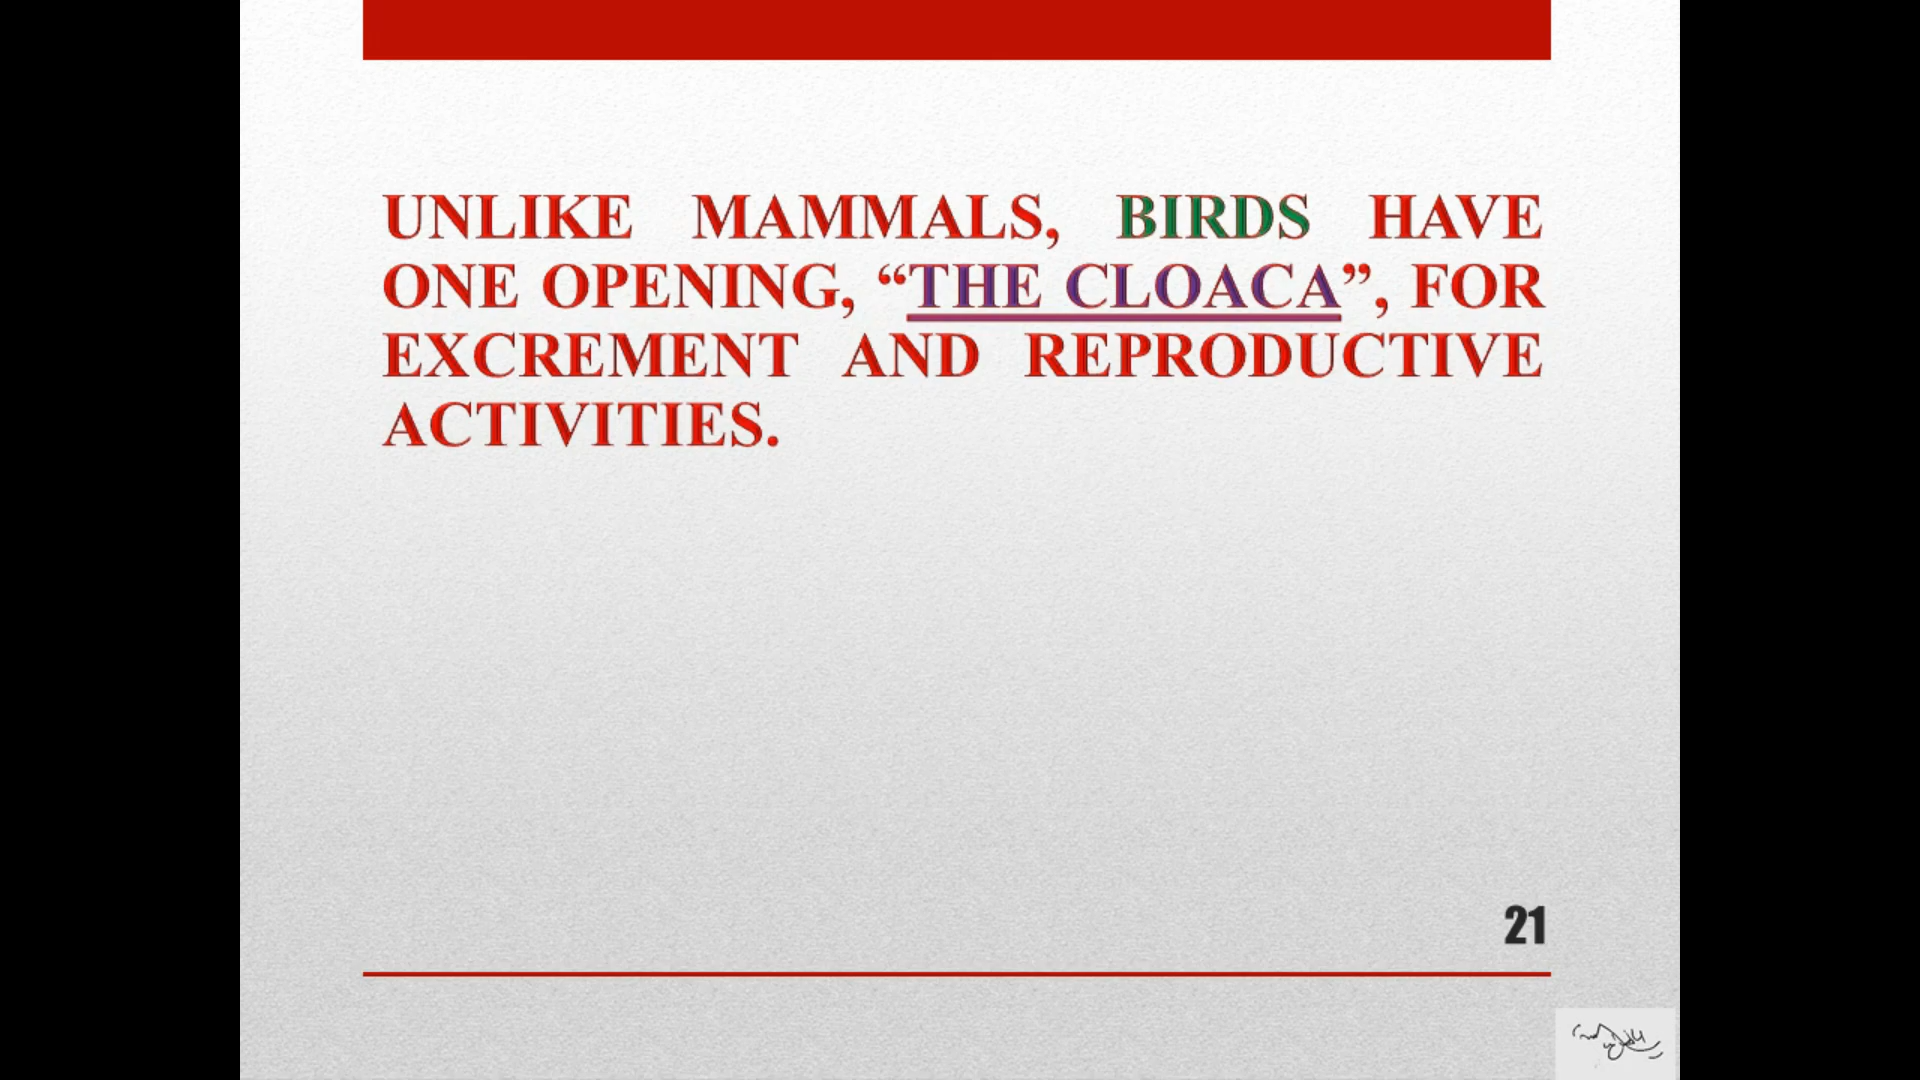 UNLIKE MAMMALS, BIRDS HAVE
ONE OPENING, “THE CLOACA”, FOR
EXCREMENT AND REPRODUCTIVE
ACTIVITIES.
21